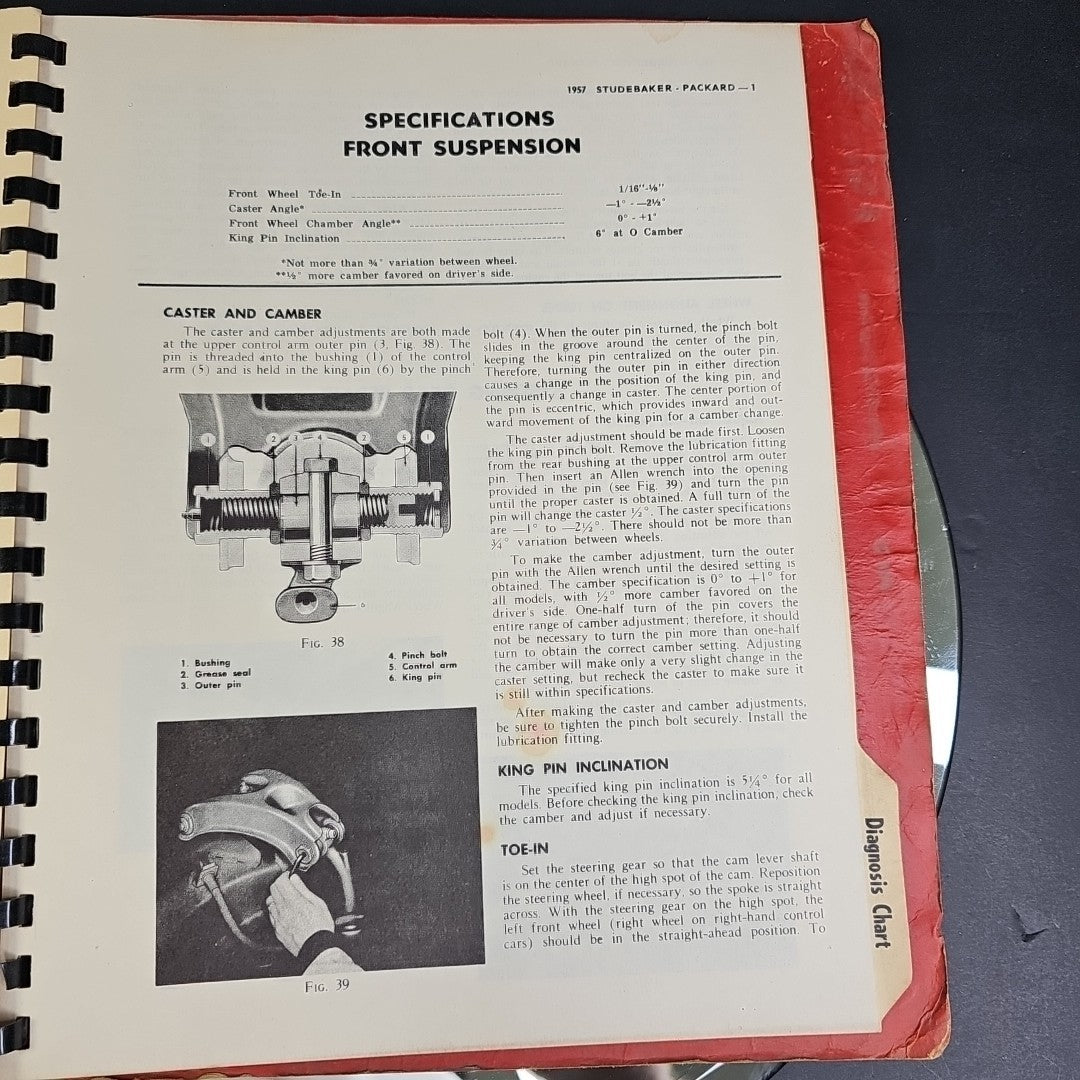 1957 STUDEBAKER - PACKARD — 1
SPECIFICATIONS
FRONT SUSPENSION
Front Wheel Toe-In ---------- 1/16"-⅛"
Caster Angle* ---------- —1° - —2½°
Front Wheel Chamber Angle** ---------- 0° - +1°
King Pin Inclination ---------- 6° at O Camber
*Not more than ¾° variation between wheel.
**½° more camber favored on driver's side.
CASTER AND CAMBER
The caster and camber adjustments are both made
at the upper control arm outer pin (3, Fig. 38). The
pin is threaded into the bushing (1) of the control
arm (5) and is held in the king pin (6) by the pinch
1 2 3 4 2 5 1
6
FIG. 38
1. Bushing
2. Grease seal
3. Outer pin
4. Pinch bolt
5. Control arm
6. King pin
FIG. 39
bolt (4). When the outer pin is turned, the pinch bolt
slides in the groove around the center of the pin,
keeping the king pin centralized on the outer pin.
Therefore, turning the outer pin in either direction
causes a change in the position of the king pin, and
consequently a change in caster. The center portion of
the pin is eccentric, which provides inward and out-
ward movement of the king pin for a camber change.
The caster adjustment should be made first. Loosen
the king pin pinch bolt. Remove the lubrication fitting
from the rear bushing at the upper control arm outer
pin. Then insert an Allen wrench into the opening
provided in the pin (see Fig. 39) and turn the pin
until the proper caster is obtained. A full turn of the
pin will change the caster ½°. The caster specifications
are —1° to —2½°. There should not be more than
¾° variation between wheels.
To make the camber adjustment, turn the outer
pin with the Allen wrench until the desired setting is
obtained. The camber specification is 0° to +1° for
all models, with ½° more camber favored on the
driver's side. One-half turn of the pin covers the
entire range of camber adjustment; therefore, it should
not be necessary to turn the pin more than one-half
turn to obtain the correct camber setting. Adjusting
the camber will make only a very slight change in the
caster setting, but recheck the caster to make sure it
is still within specifications.
After making the caster and camber adjustments,
be sure to tighten the pinch bolt securely. Install the
lubrication fitting.
KING PIN INCLINATION
The specified king pin inclination is 5¼° for all
models. Before checking the king pin inclination, check
the camber and adjust if necessary.
TOE-IN
Set the steering gear so that the cam lever shaft
is on the center of the high spot of the cam. Reposition
the steering wheel, if necessary, so the spoke is straight
across. With the steering gear on the high spot, the
left front wheel (right wheel on right-hand control
cars) should be in the straight-ahead position. To
Diagnosis Chart